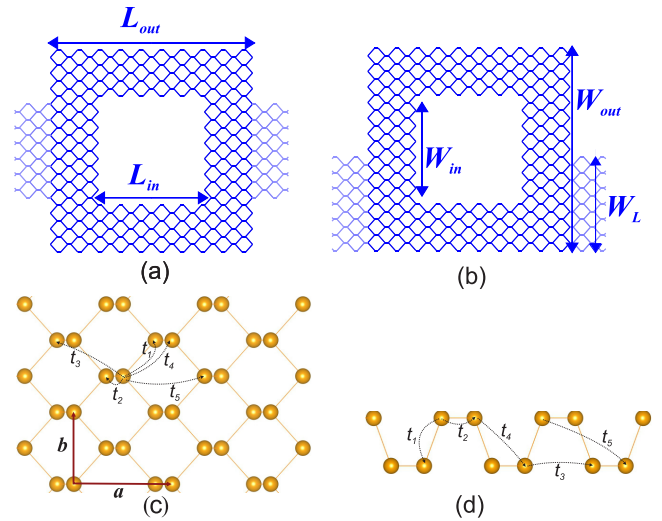 L_out
L_in
(a)
W_out
W_in
W_L
(b)
t_1
t_3
t_4
t_2
t_5
b
a
(c)
t_1
t_2
t_4
t_5
t_3
(d)